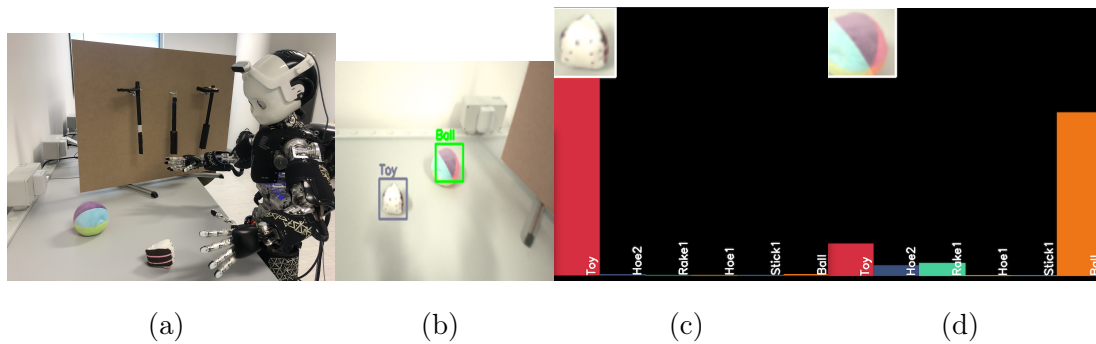 Ball
Toy
Toy
Hoe2
Rake1
Hoe1
Stick1
Ball
Toy
Hoe2
Rake1
Hoe1
Stick1
Ball
(a)
(b)
(c)
(d)